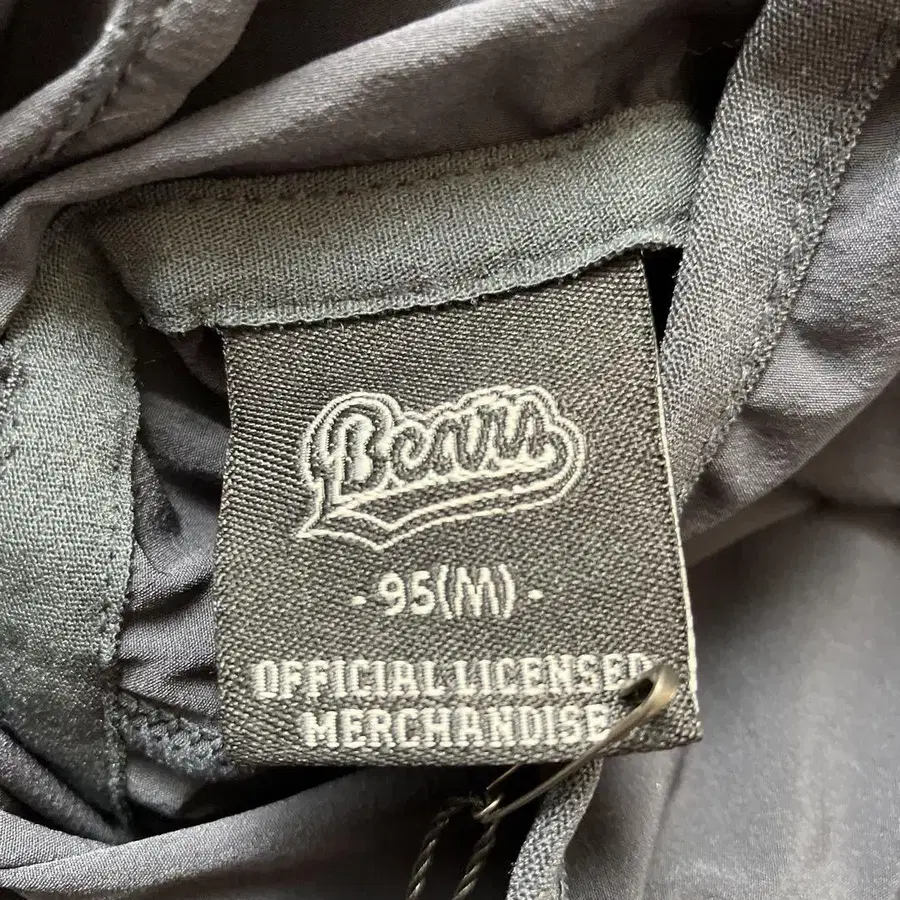 Bears
- 95(M) -
OFFICIAL LICENSED
MERCHANDISE